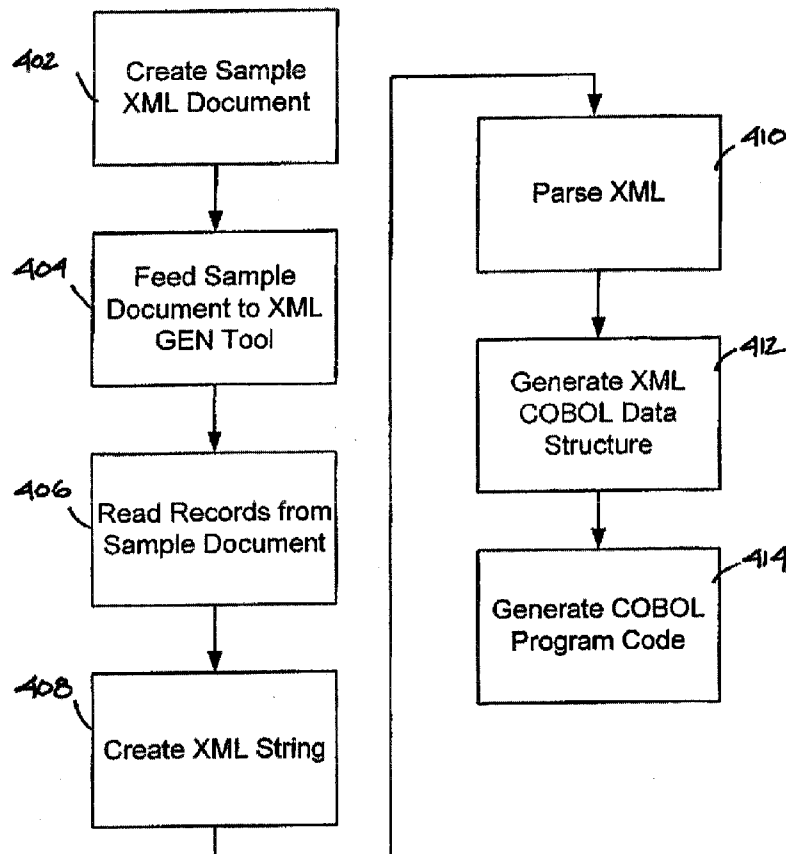 402
Create Sample
XML Document
404
Feed Sample
Document to XML
GEN Tool
406
Read Records from
Sample Document
408
Create XML String
410
Parse XML
412
Generate XML
COBOL Data
Structure
414
Generate COBOL
Program Code